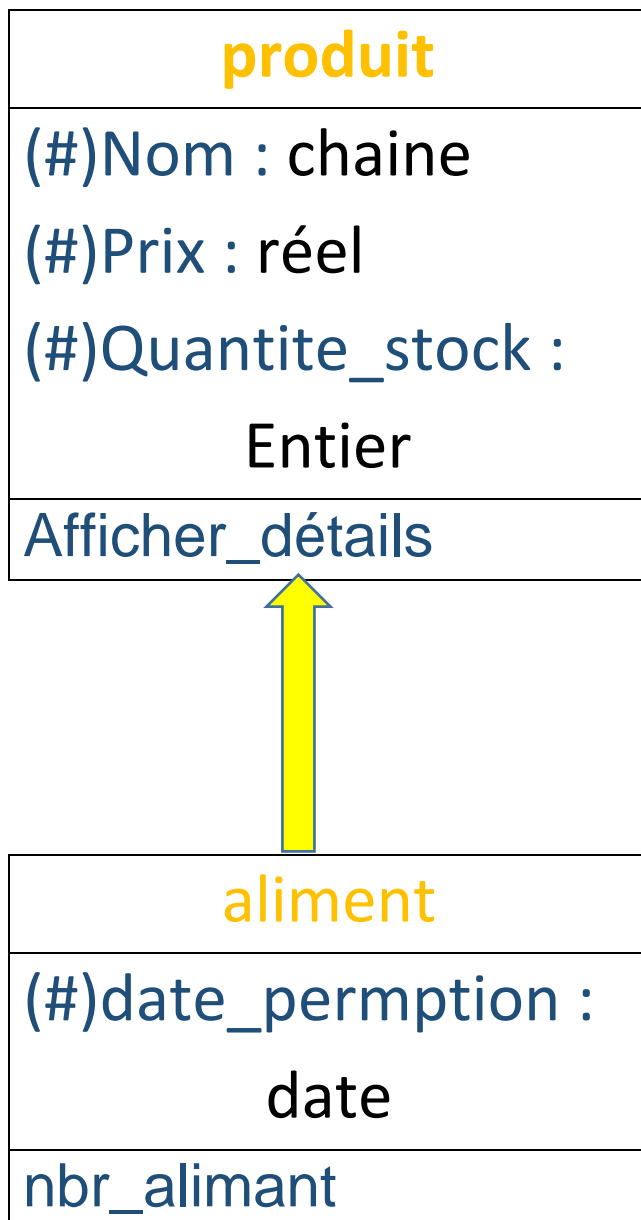 produit
(#)Nom : chaine
(#)Prix : réel
(#)Quantite_stock :
Entier
Afficher_détails
aliment
(#)date_permption :
date
nbr_alimant